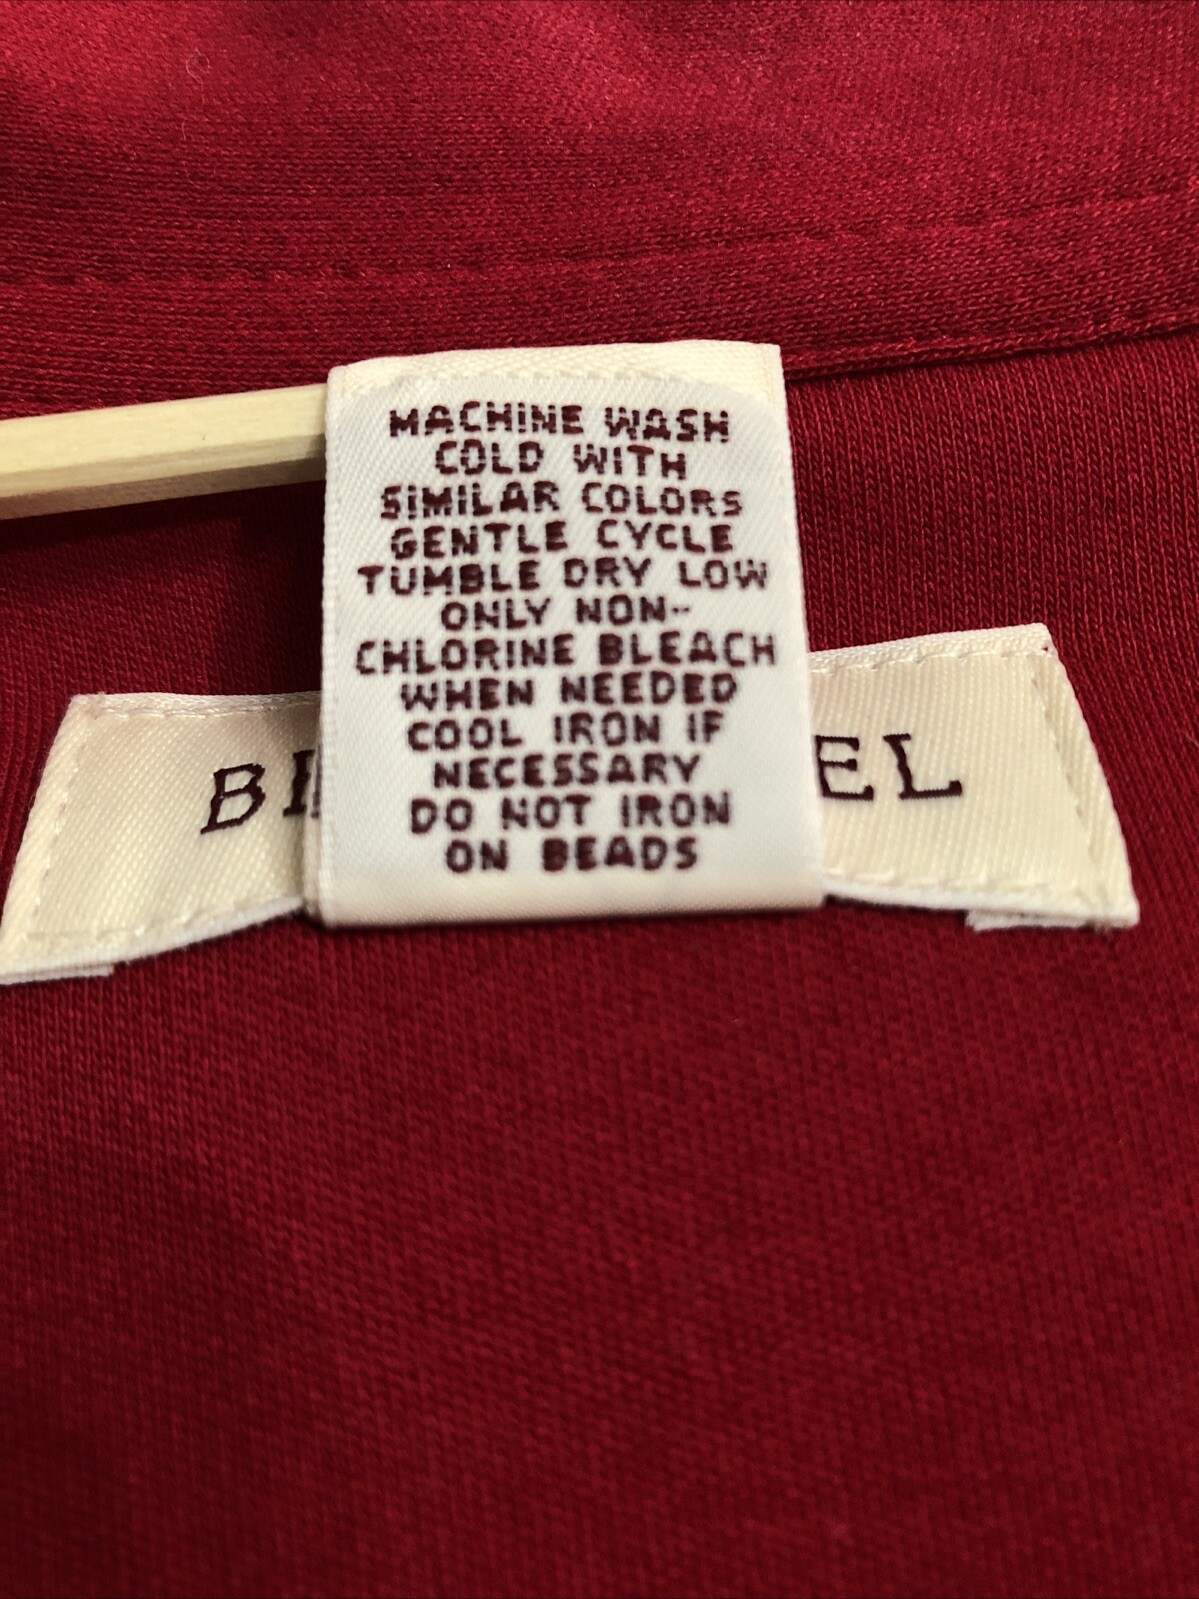 MACHINE WASH
COLD WITH
SIMILAR COLORS
GENTLE CYCLE
TUMBLE DRY LOW
ONLY NON-
CHLORINE BLEACH
WHEN NEEDED
COOL IRON IF
NECESSARY
DO NOT IRON
ON BEADS